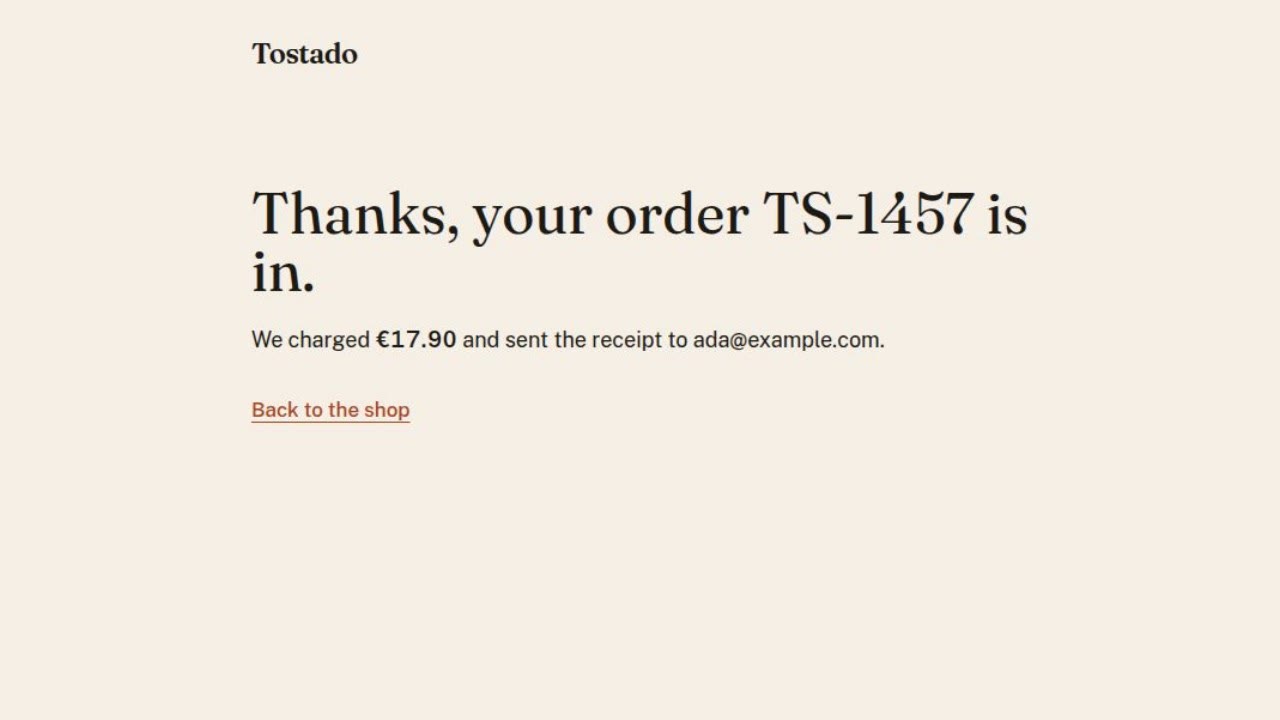 Tostado
Thanks, your order TS-1457 is
in.
We charged €17.90 and sent the receipt to ada@example.com.
Back to the shop